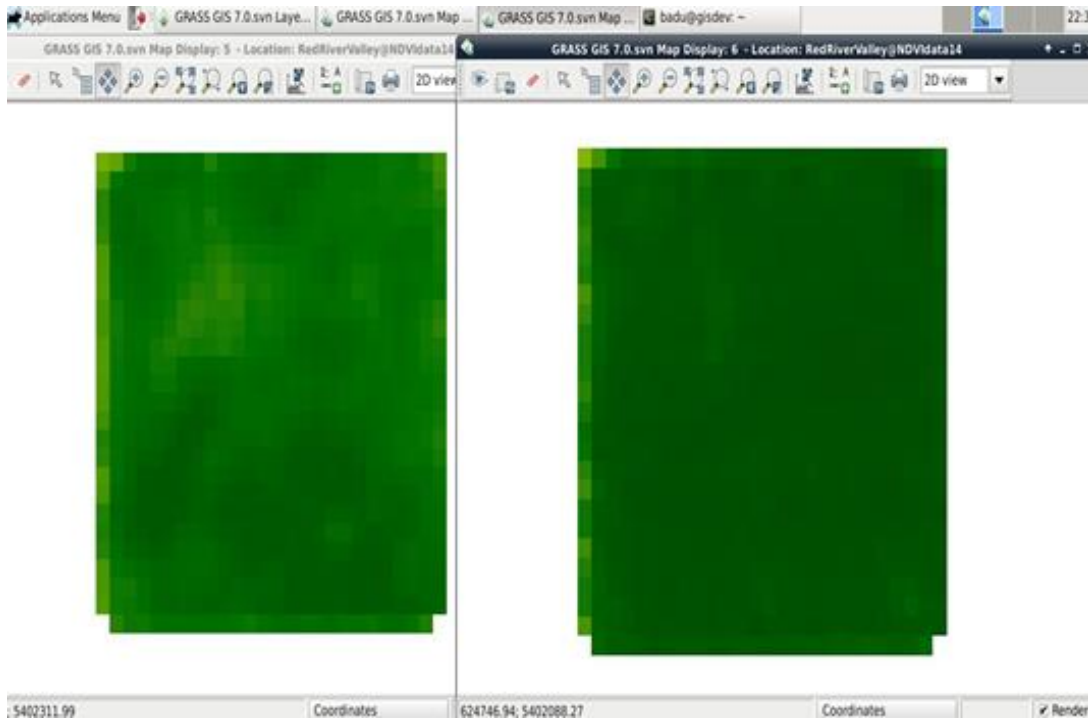 Applications Menu GRASS GIS 7.0.svn Laye... GRASS GIS 7.0.svn Map ... GRASS GIS 7.0.svn Map ... badu@gisdev: ~
GRASS GIS 7.0.svn Map Display: 5 - Location: RedRiverValley@NDVIdata14
GRASS GIS 7.0.svn Map Display: 6 - Location: RedRiverValley@NDVIdata14
2D view
2D view
; 5402311.99 Coordinates
624746.94; 5402088.27 Coordinates Render